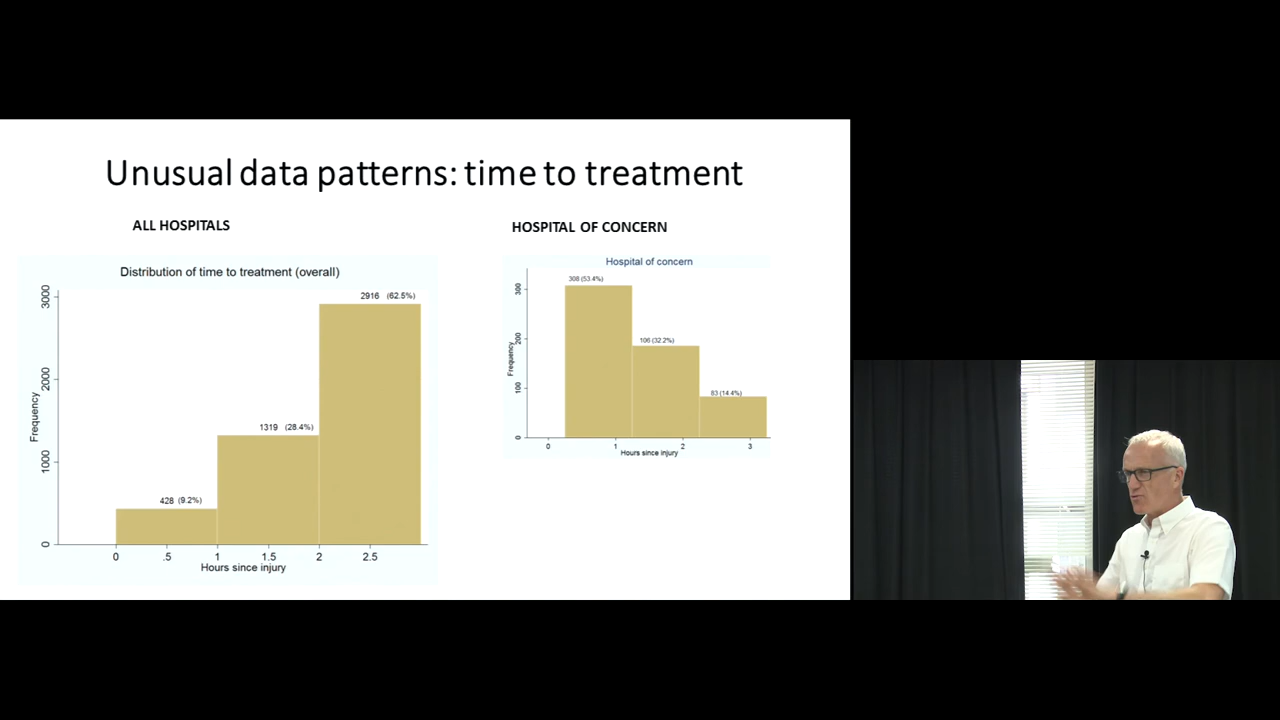 Unusual data patterns: time to treatment
ALL HOSPITALS
Distribution of time to treatment (overall)
3000
2000
1000
0
Frequency
428 (9.2%)
1319 (28.4%)
2916 (62.5%)
0 .5 1 1.5 2 2.5
Hours since injury
HOSPITAL OF CONCERN
Hospital of concern
300
200
100
0
Frequency
308 (53.4%)
106 (32.2%)
83 (14.4%)
0 1 2 3
Hours since injury